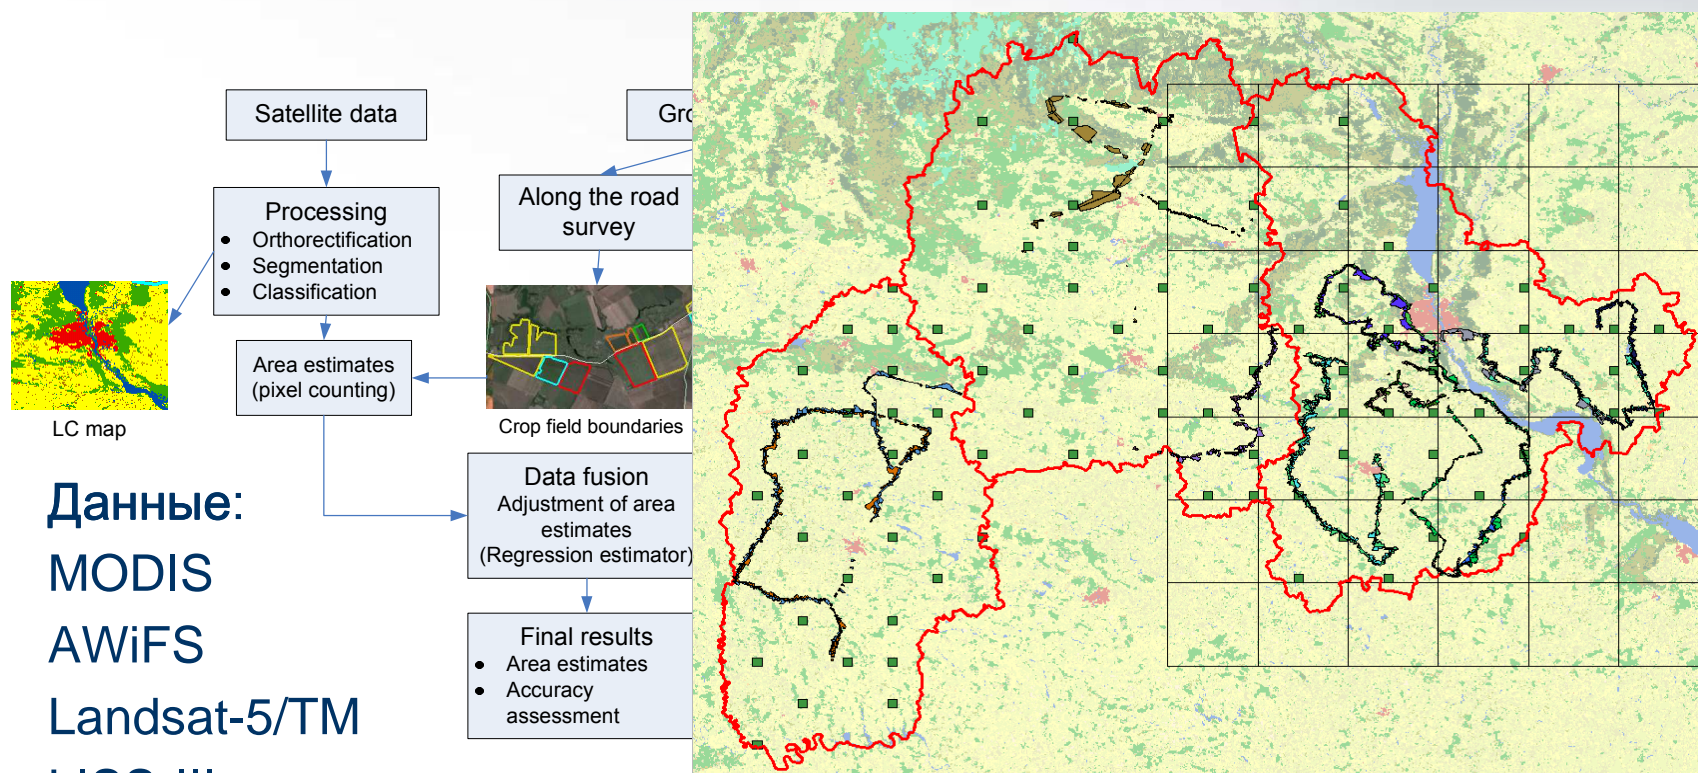 Satellite data
Processing
• Orthorectification
• Segmentation
• Classification
Along the road
survey
Area estimates
(pixel counting)
LC map
Crop field boundaries
Data fusion
Adjustment of area
estimates
(Regression estimator)
Final results
• Area estimates
• Accuracy
assessment
Данные:
MODIS
AWiFS
Landsat-5/TM